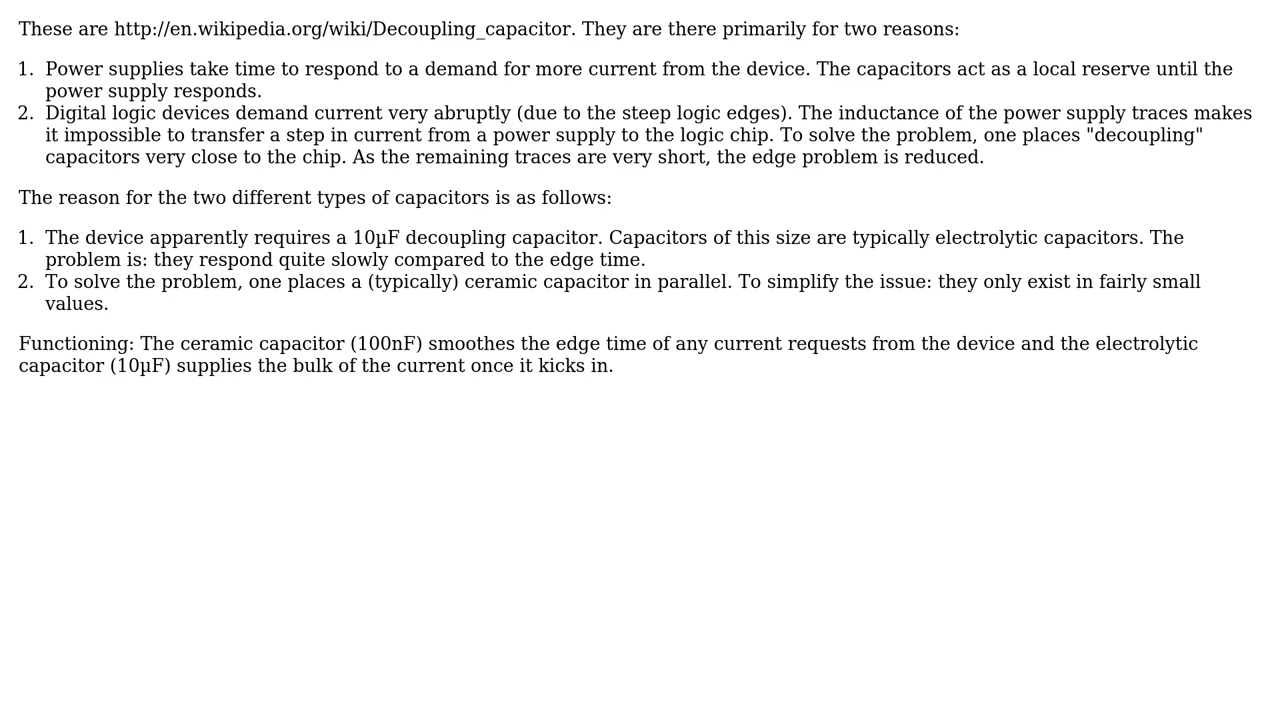 These are http://en.wikipedia.org/wiki/Decoupling_capacitor. They are there primarily for two reasons:
1. Power supplies take time to respond to a demand for more current from the device. The capacitors act as a local reserve until the
power supply responds.
2. Digital logic devices demand current very abruptly (due to the steep logic edges). The inductance of the power supply traces makes
it impossible to transfer a step in current from a power supply to the logic chip. To solve the problem, one places "decoupling"
capacitors very close to the chip. As the remaining traces are very short, the edge problem is reduced.
The reason for the two different types of capacitors is as follows:
1. The device apparently requires a 10µF decoupling capacitor. Capacitors of this size are typically electrolytic capacitors. The
problem is: they respond quite slowly compared to the edge time.
2. To solve the problem, one places a (typically) ceramic capacitor in parallel. To simplify the issue: they only exist in fairly small
values.
Functioning: The ceramic capacitor (100nF) smoothes the edge time of any current requests from the device and the electrolytic
capacitor (10µF) supplies the bulk of the current once it kicks in.